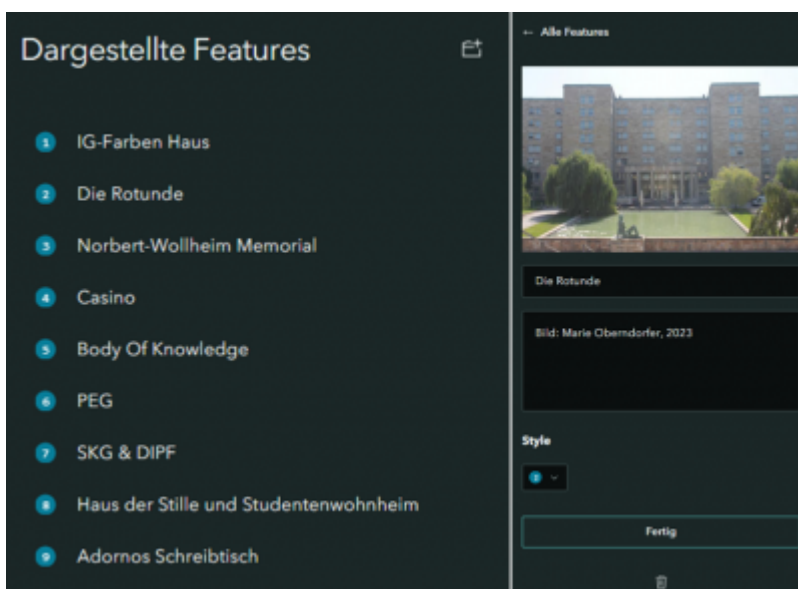 Dargestellte Features
1 IG-Farben Haus
2 Die Rotunde
3 Norbert-Wollheim Memorial
4 Casino
5 Body Of Knowledge
6 PEG
7 SKG & DIPF
8 Haus der Stille und Studentenwohnheim
9 Adornos Schreibtisch
← Alle Features
Die Rotunde
Bild: Marie Oberndorfer, 2023
Style
2
Fertig